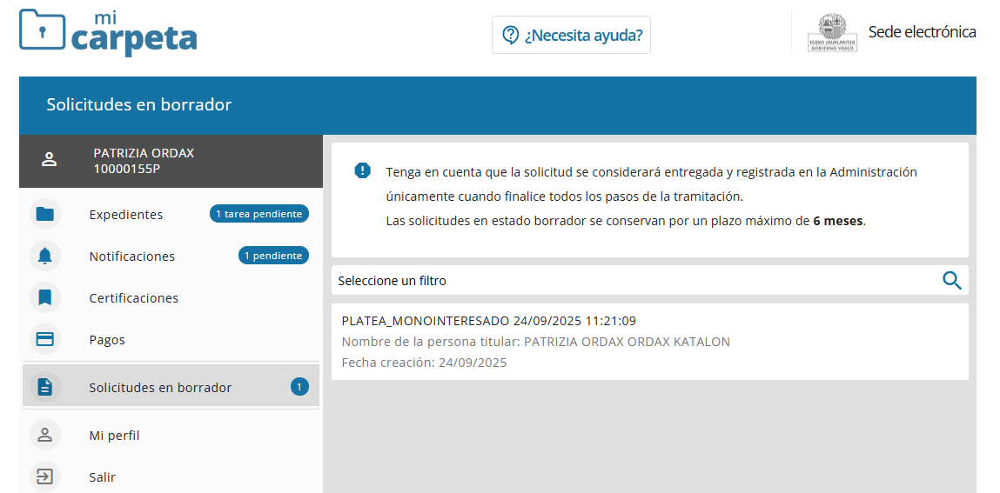 mi
carpeta
¿Necesita ayuda?
EUSKO JAURLARITZA
GOBIERNO VASCO
Sede electrónica
Solicitudes en borrador
PATRIZIA ORDAX
10000155P
Expedientes
1 tarea pendiente
Notificaciones
1 pendiente
Certificaciones
Pagos
Solicitudes en borrador
1
Mi perfil
Salir
Tenga en cuenta que la solicitud se considerará entregada y registrada en la Administración
únicamente cuando finalice todos los pasos de la tramitación.
Las solicitudes en estado borrador se conservan por un plazo máximo de 6 meses.
Seleccione un filtro
PLATEA_MONOINTERESADO 24/09/2025 11:21:09
Nombre de la persona titular: PATRIZIA ORDAX ORDAX KATALON
Fecha creación: 24/09/2025